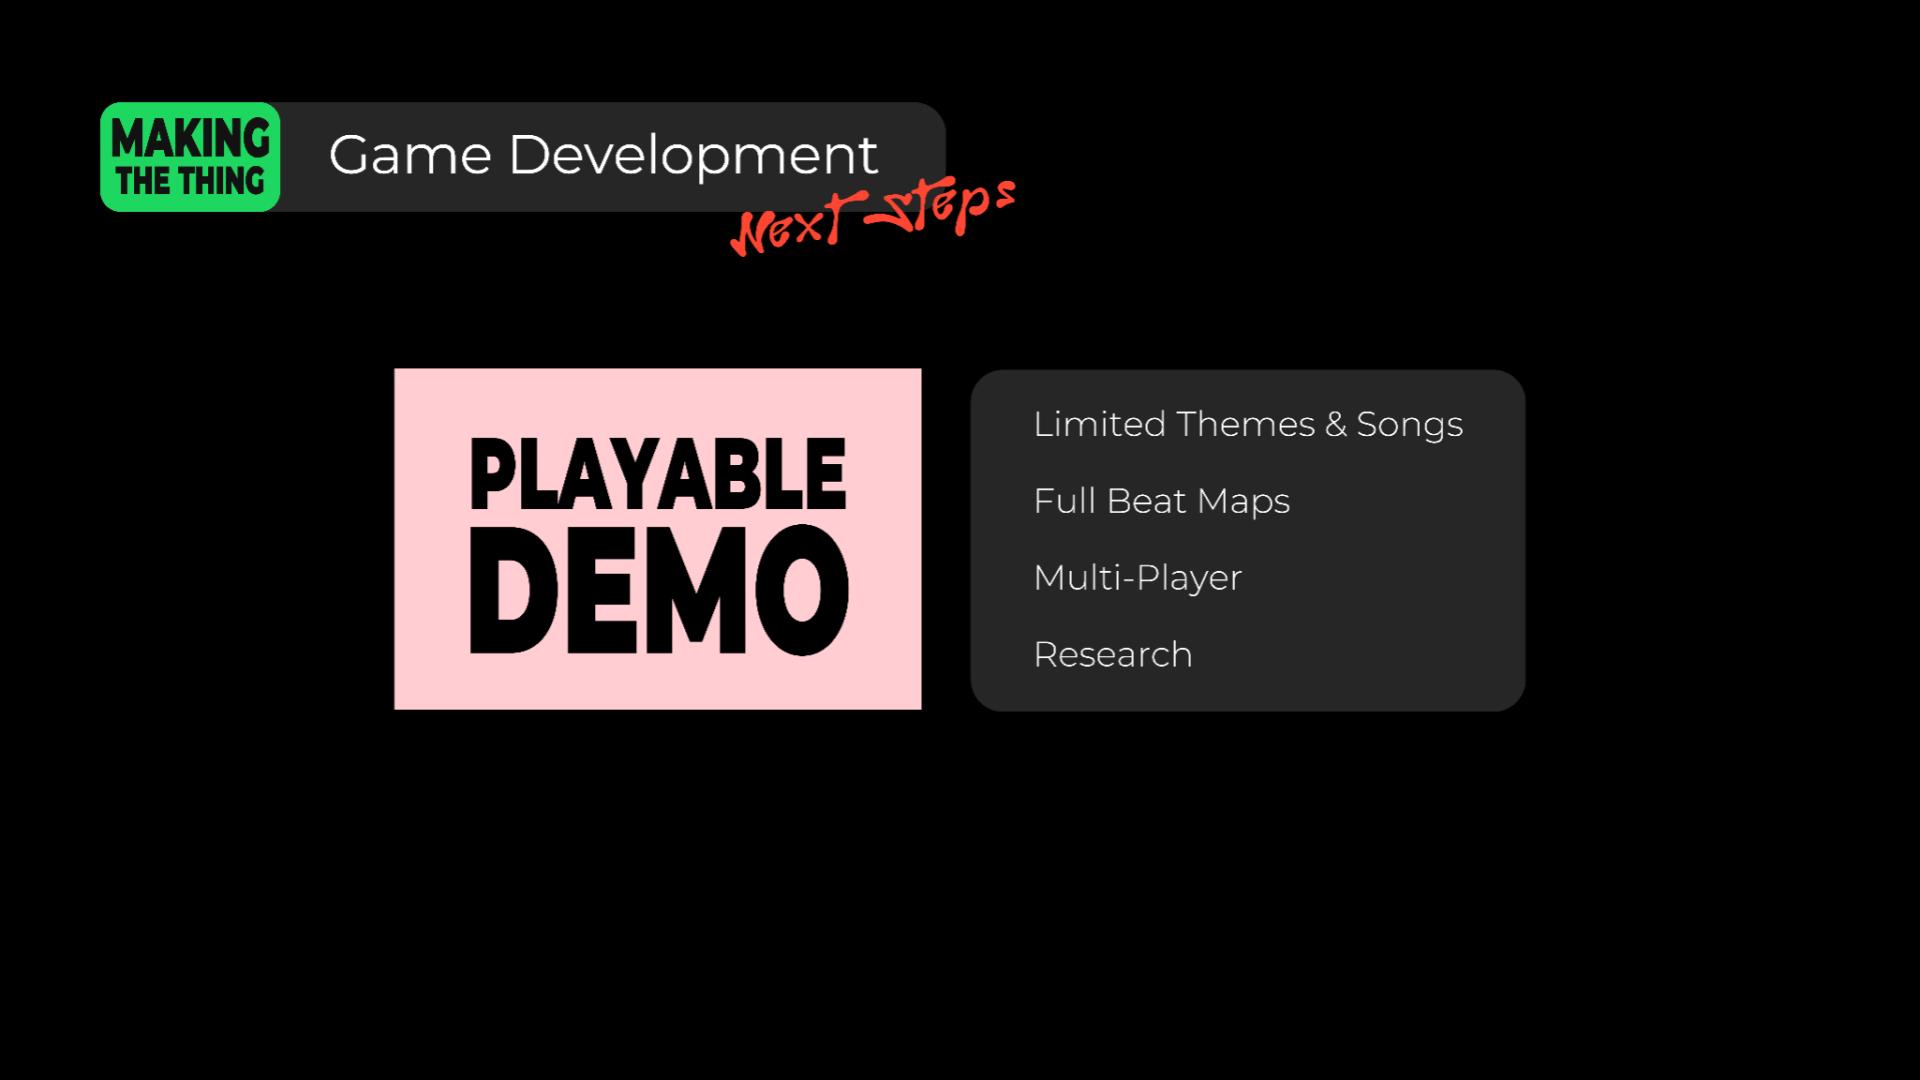 MAKING
THE THING
Game Development
Next Steps
PLAYABLE
DEMO
Limited Themes & Songs
Full Beat Maps
Multi-Player
Research